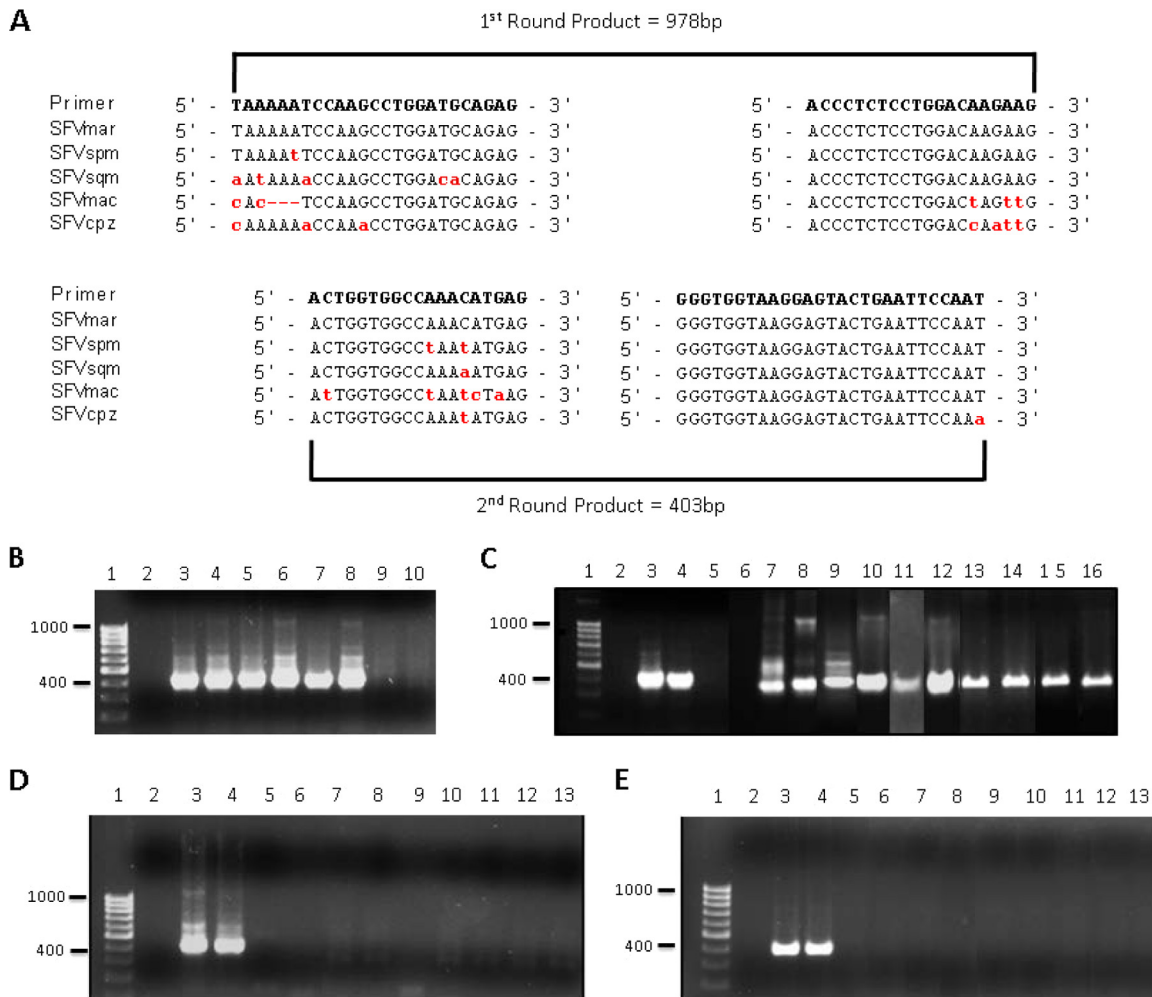 A
1st Round Product = 978bp
Primer 5' - TAAAAATCCAAGCCTGGATGCAGAG - 3' 5' - ACCCTCTCCTGGACAAGAAG - 3'
SFVmar 5' - TAAAAATCCAAGCCTGGATGCAGAG - 3' 5' - ACCCTCTCCTGGACAAGAAG - 3'
SFVspm 5' - TAAAAtTCCAAGCCTGGATGCAGAG - 3' 5' - ACCCTCTCCTGGACAAGAAG - 3'
SFVsqm 5' - aAtAAAaCCAAGCCTGGAcaCAGAG - 3' 5' - ACCCTCTCCTGGACAAGAAG - 3'
SFVmac 5' - cAc---TCCAAGCCTGGATGCAGAG - 3' 5' - ACCCTCTCCTGGACtAGttG - 3'
SFVcpz 5' - cAAAAAaCCAAaCCTGGATGCAGAG - 3' 5' - ACCCTCTCCTGGACcAattG - 3'
Primer 5' - ACTGGTGGCCAAACATGAG - 3' 5' - GGGTGGTAAGGAGTACTGAATTCCAAT - 3'
SFVmar 5' - ACTGGTGGCCAAACATGAG - 3' 5' - GGGTGGTAAGGAGTACTGAATTCCAAT - 3'
SFVspm 5' - ACTGGTGGCCtAAtATGAG - 3' 5' - GGGTGGTAAGGAGTACTGAATTCCAAT - 3'
SFVsqm 5' - ACTGGTGGCCAAAaATGAG - 3' 5' - GGGTGGTAAGGAGTACTGAATTCCAAT - 3'
SFVmac 5' - AtTGGTGGCCtAAtcTaAG - 3' 5' - GGGTGGTAAGGAGTACTGAATTCCAAT - 3'
SFVcpz 5' - ACTGGTGGCCAAAtATGAG - 3' 5' - GGGTGGTAAGGAGTACTGAATTCCAAa - 3'
2nd Round Product = 403bp
B
1 2 3 4 5 6 7 8 9 10
1000
400
C
1 2 3 4 5 6 7 8 9 10 11 12 13 14 15 16
1000
400
D
1 2 3 4 5 6 7 8 9 10 11 12 13
1000
400
E
1 2 3 4 5 6 7 8 9 10 11 12 13
1000
400